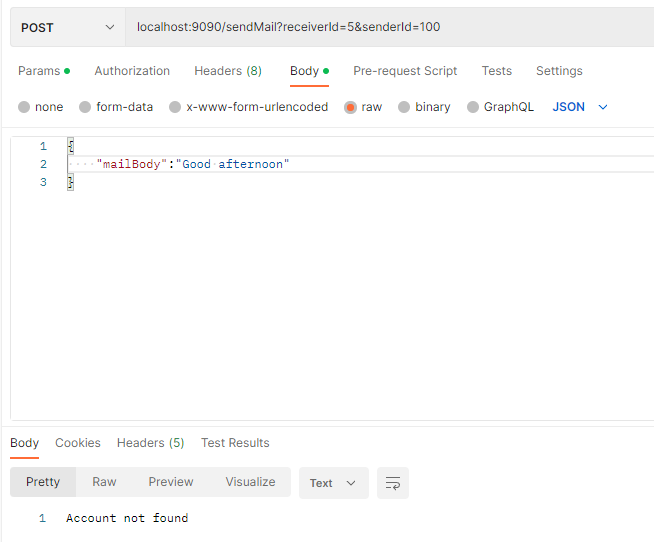 POST localhost:9090/sendMail?receiverId=5&senderId=100
Params Authorization Headers (8) Body Pre-request Script Tests Settings
none form-data x-www-form-urlencoded raw binary GraphQL JSON
1 {
2 ····"mailBody":"Good·afternoon"
3 }
Body Cookies Headers (5) Test Results
Pretty Raw Preview Visualize Text
1 Account not found